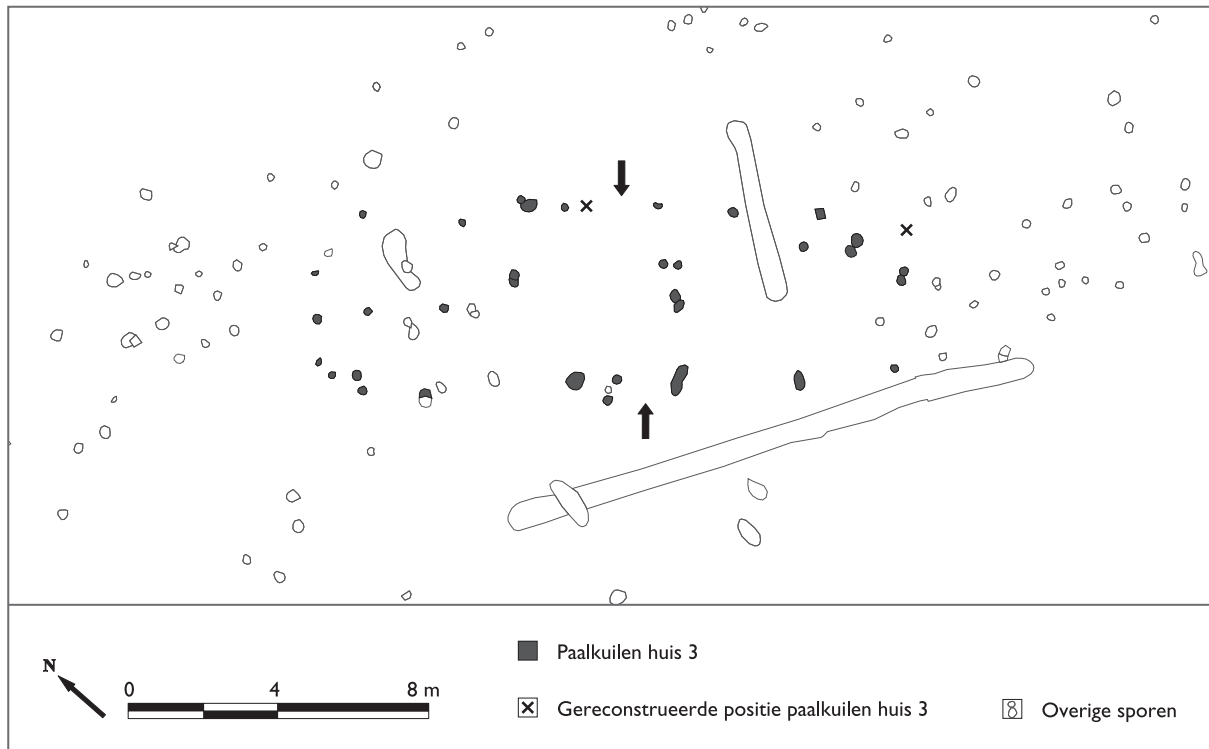 N
0 4 8 m
Paalkuilen huis 3
Gereconstrueerde positie paalkuilen huis 3
Overige sporen